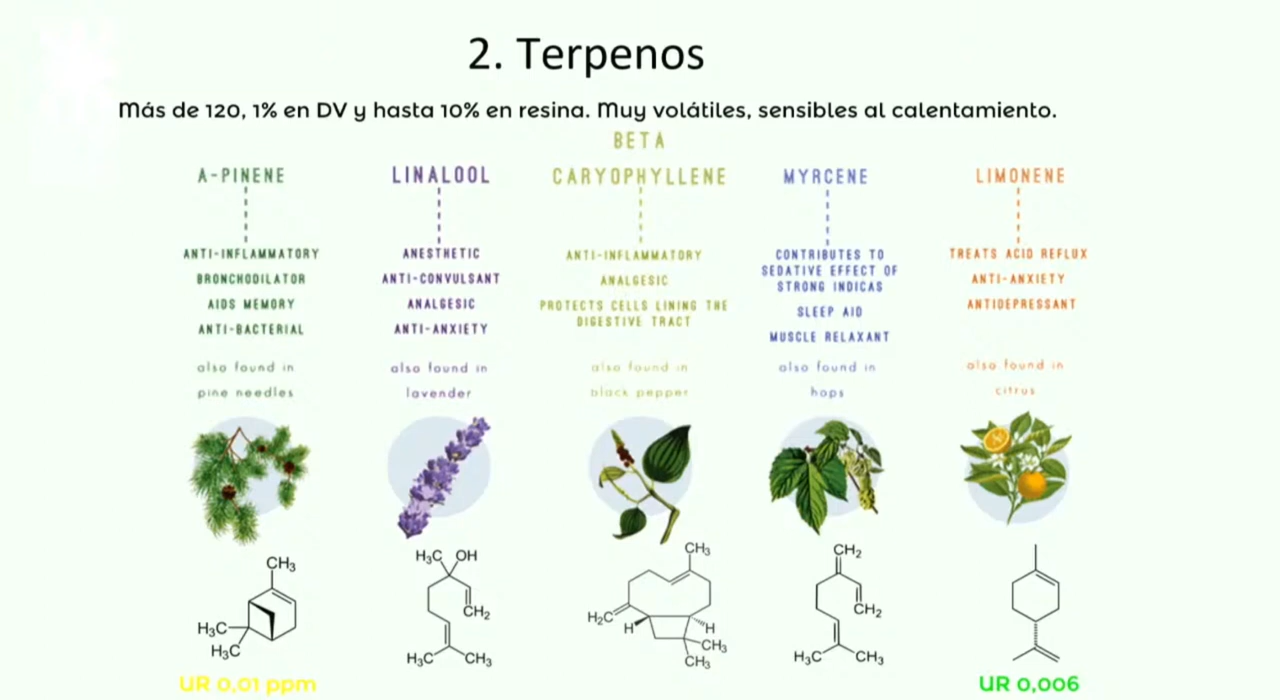 2. Terpenos
Más de 120, 1% en DV y hasta 10% en resina. Muy volátiles, sensibles al calentamiento.
A-PINENE
ANTI-INFLAMMATORY
BRONCHODILATOR
AIDS MEMORY
ANTI-BACTERIAL
also found in
pine needles
CH₃
H₃C
H₃C
UR 0,01 ppm
LINALOOL
ANESTHETIC
ANTI-CONVULSANT
ANALGESIC
ANTI-ANXIETY
also found in
lavender
H₃C OH
CH₂
H₃C CH₃
BETA
CARYOPHYLLENE
ANTI-INFLAMMATORY
ANALGESIC
PROTECTS CELLS LINING THE
DIGESTIVE TRACT
also found in
black pepper
CH₃
H₂C
H H
CH₃
CH₃
MYRCENE
CONTRIBUTES TO
SEDATIVE EFFECT OF
STRONG INDICAS
SLEEP AID
MUSCLE RELAXANT
also found in
hops
CH₂
CH₂
H₃C CH₃
LIMONENE
TREATS ACID REFLUX
ANTI-ANXIETY
ANTIDEPRESSANT
also found in
citrus
UR 0,006